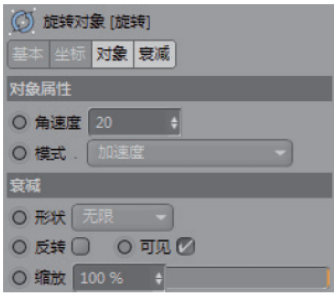 旋转对象 [旋转]
基本 坐标 对象 衰减
对象属性
角速度 20
模式 . 加速度
衰减
形状 无限
反转 可见
缩放 100 %